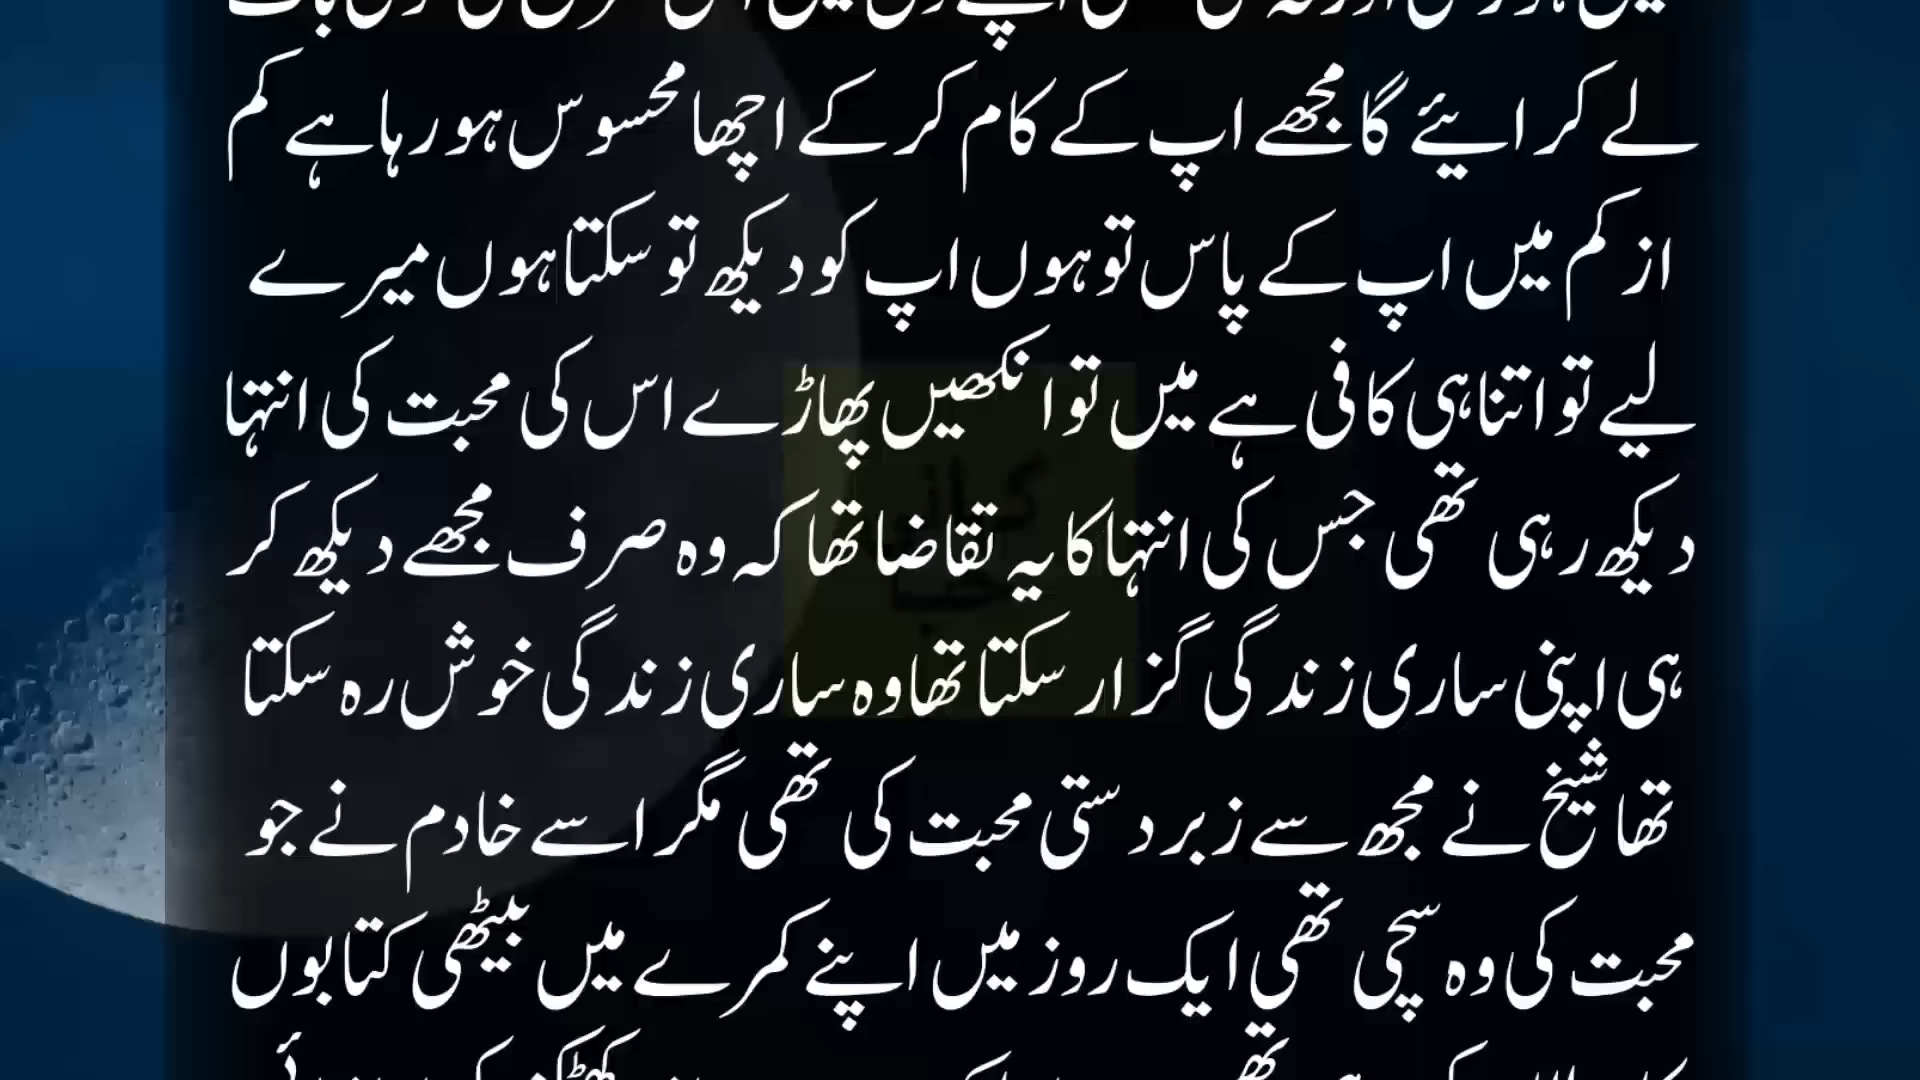 لے کر ایئے گا مجھے اپ کے کام کر کے اچھا محسوس ہو رہا ہے کم
از کم میں اپ کے پاس تو ہوں اپ کو دیکھ تو سکتا ہوں میرے
لیے تو اتنا ہی کافی ہے میں تو انکھیں پھاڑے اس کی محبت کی انتہا
دیکھ رہی تھی جس کی انتہا کا یہ تقاضا تھا کہ وہ صرف مجھے دیکھ کر
ہی اپنی ساری زندگی گزار سکتا تھا وہ ساری زندگی خوش رہ سکتا
تھا شیخ نے مجھ سے زبردستی محبت کی تھی مگر اسے خادم نے جو
محبت کی وہ سچی تھی ایک روز میں اپنے کمرے میں بیٹھی کتابوں